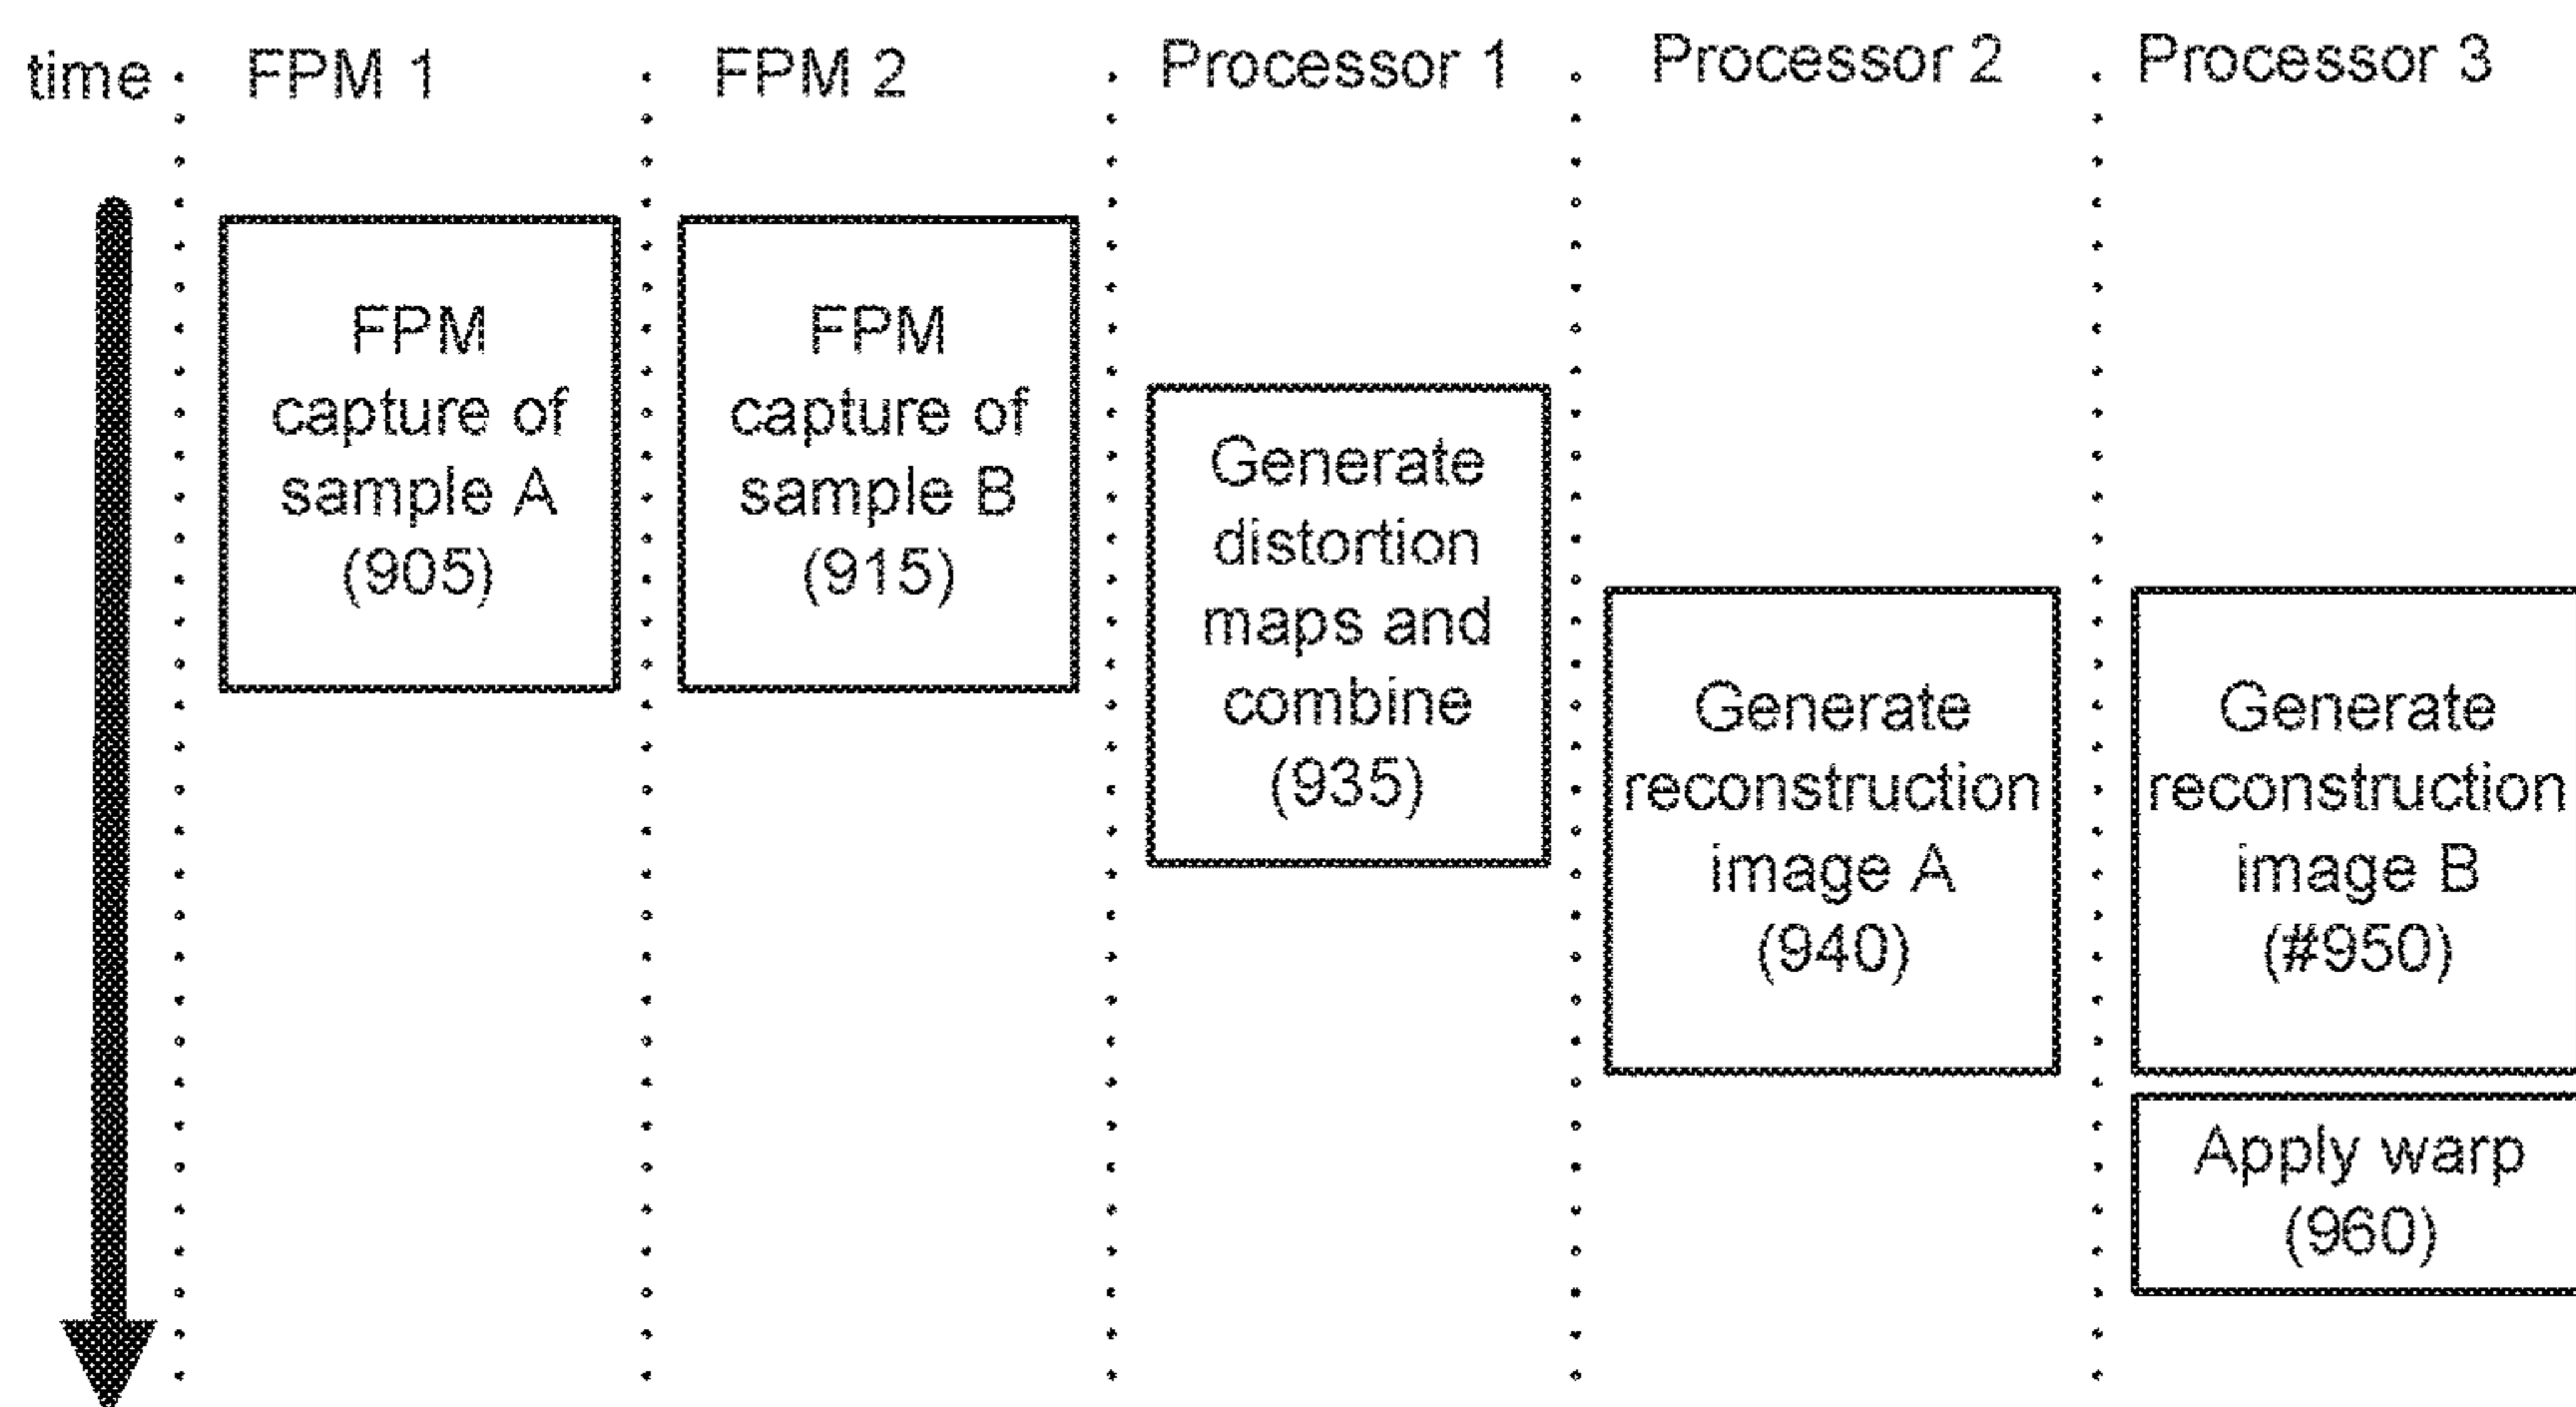 time
FPM 1
FPM 2
Processor 1
Processor 2
Processor 3
FPM
capture of
sample A
(905)
FPM
capture of
sample B
(915)
Generate
distortion
maps and
combine
(935)
Generate
reconstruction
image A
(940)
Generate
reconstruction
image B
(#950)
Apply warp
(960)